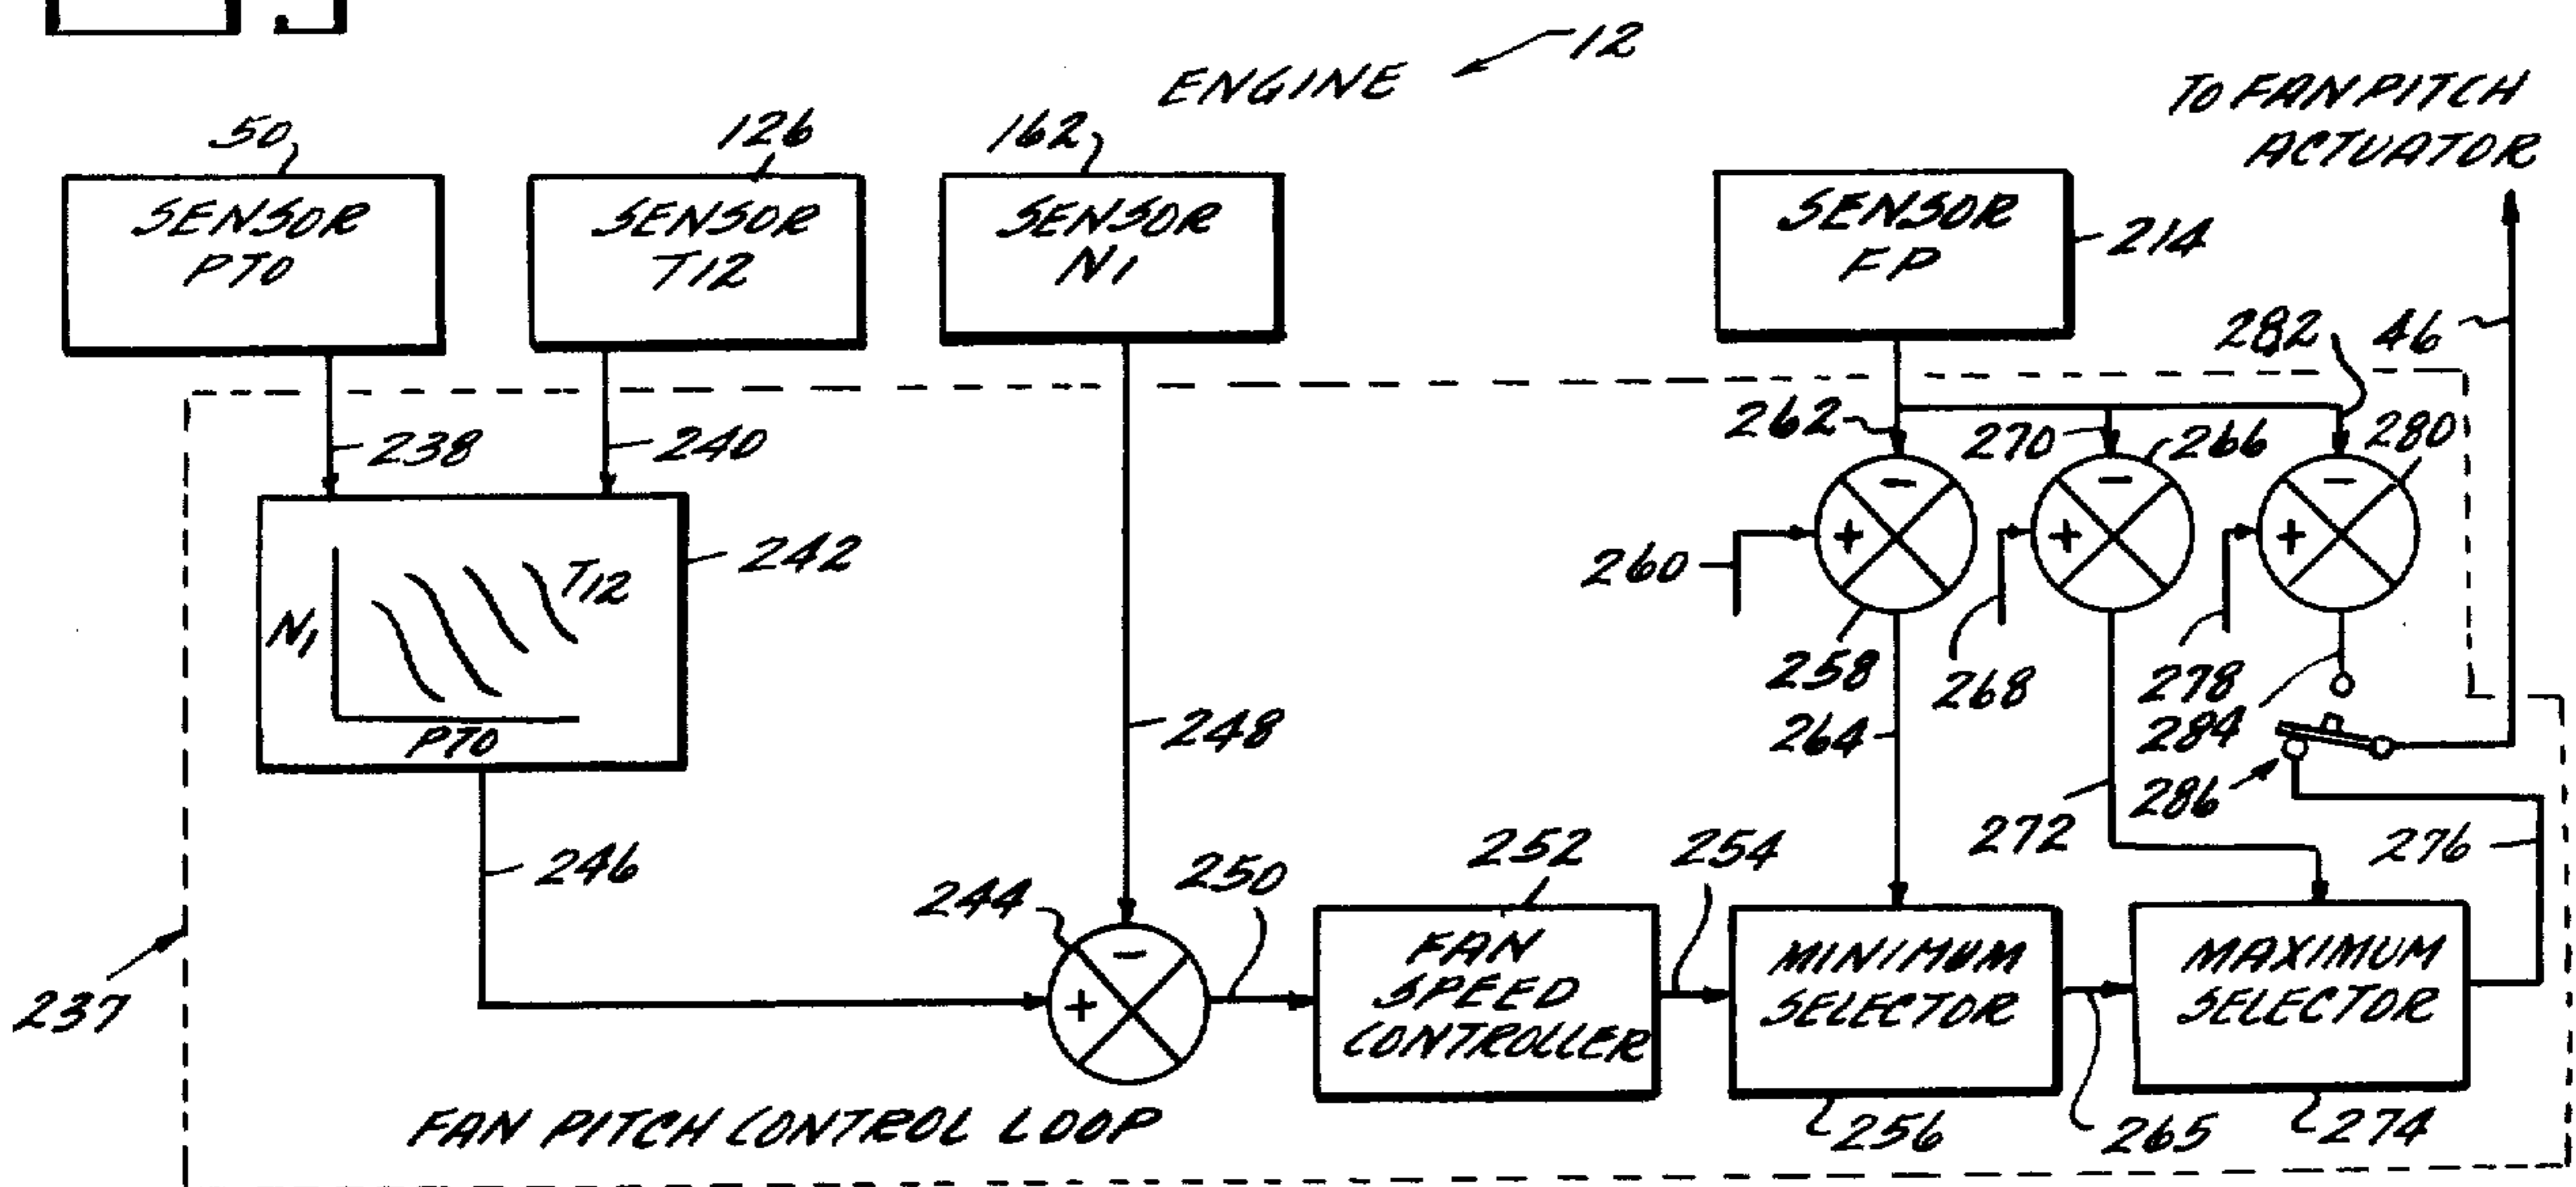 ENGINE
12
TO FAN PITCH
ACTUATOR
50
126
162
SENSOR
PT0
SENSOR
T12
SENSOR
N1
SENSOR
FP
214
282
46
238
240
262
270
266
280
-
-
-
+
+
+
242
N1
T12
PT0
260
258
268
278
284
248
264
272
286
276
246
244
250
252
254
-
+
FAN
SPEED
CONTROLLER
MINIMUM
SELECTOR
MAXIMUM
SELECTOR
237
FAN PITCH CONTROL LOOP
256
265
274